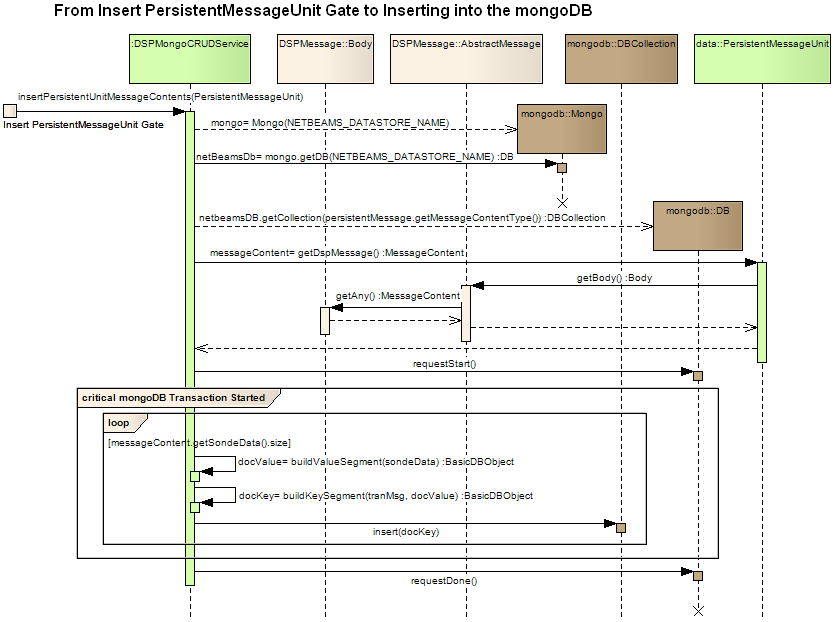 From Insert PersistentMessageUnit Gate to Inserting into the mongoDB
:DSPMongoCRUDService
DSPMessage::Body
DSPMessage::AbstractMessage
mongodb::DBCollection
data::PersistentMessageUnit
insertPersistentUnitMessageContents(PersistentMessageUnit)
Insert PersistentMessageUnit Gate
mongo= Mongo(NETBEAMS_DATASTORE_NAME)
mongodb::Mongo
netBeamsDb= mongo.getDB(NETBEAMS_DATASTORE_NAME) :DB
netbeamsDB.getCollection(persistentMessage.getMessageContentType()) :DBCollection
mongodb::DB
messageContent= getDspMessage() :MessageContent
getBody() :Body
getAny() :MessageContent
requestStart()
critical mongoDB Transaction Started
loop
[messageContent.getSondeData().size]
docValue= buildValueSegment(sondeData) :BasicDBObject
docKey= buildKeySegment(tranMsg, docValue) :BasicDBObject
insert(docKey)
requestDone()